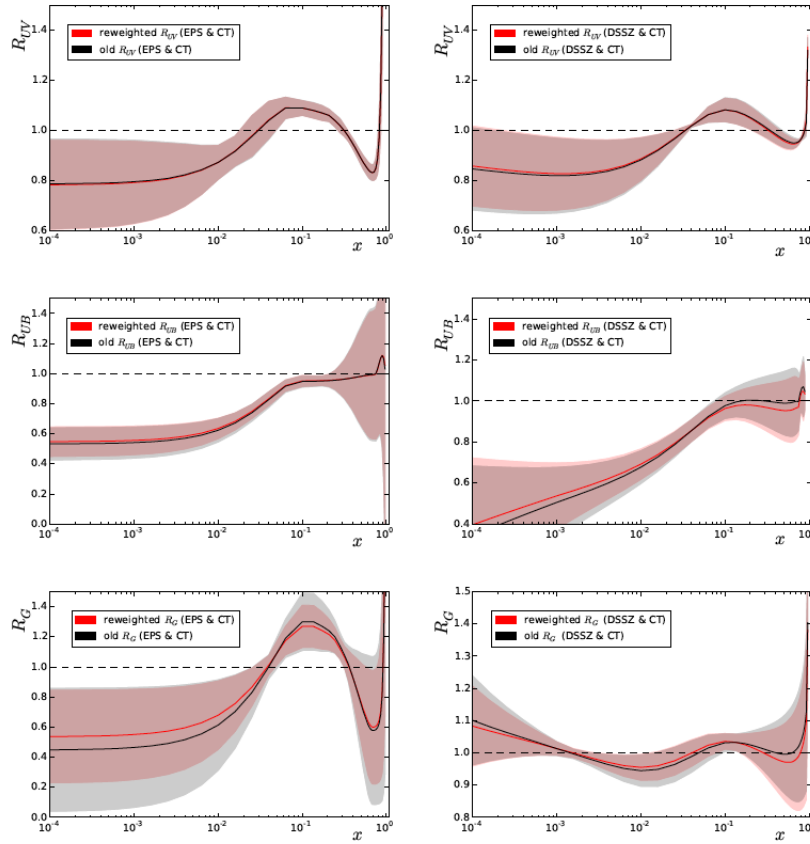 R_UV
1.4
1.2
1.0
0.8
0.6
reweighted R_UV (EPS & CT)
old R_UV (EPS & CT)
10^-4 10^-3 10^-2 10^-1 10^0
x
R_UV
1.4
1.2
1.0
0.8
0.6
reweighted R_UV (DSSZ & CT)
old R_UV (DSSZ & CT)
10^-4 10^-3 10^-2 10^-1 10^0
x
R_UB
1.4
1.2
1.0
0.8
0.6
0.4
0.2
0.0
reweighted R_UB (EPS & CT)
old R_UB (EPS & CT)
10^-4 10^-3 10^-2 10^-1 10^0
x
R_UB
1.4
1.2
1.0
0.8
0.6
0.4
reweighted R_UB (DSSZ & CT)
old R_UB (DSSZ & CT)
10^-4 10^-3 10^-2 10^-1 10^0
x
R_G
1.4
1.2
1.0
0.8
0.6
0.4
0.2
0.0
reweighted R_G (EPS & CT)
old R_G (EPS & CT)
10^-4 10^-3 10^-2 10^-1 10^0
x
R_G
1.5
1.4
1.3
1.2
1.1
1.0
0.9
0.8
reweighted R_G (DSSZ & CT)
old R_G (DSSZ & CT)
10^-4 10^-3 10^-2 10^-1 10^0
x